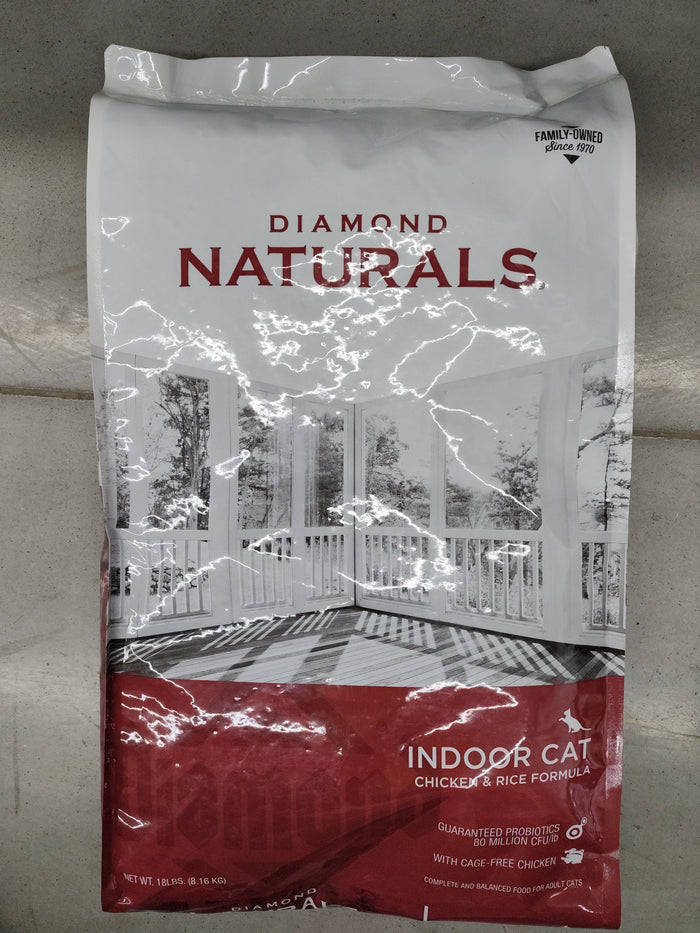 FAMILY-OWNED
Since 1970
DIAMOND
NATURALS
INDOOR CAT
CHICKEN & RICE FORMULA
GUARANTEED PROBIOTICS
80 MILLION CFU/lb
WITH CAGE-FREE CHICKEN
COMPLETE AND BALANCED FOOD FOR ADULT CATS
NET WT. 18LBS. (8.16 KG)
Diamond
DIAMOND